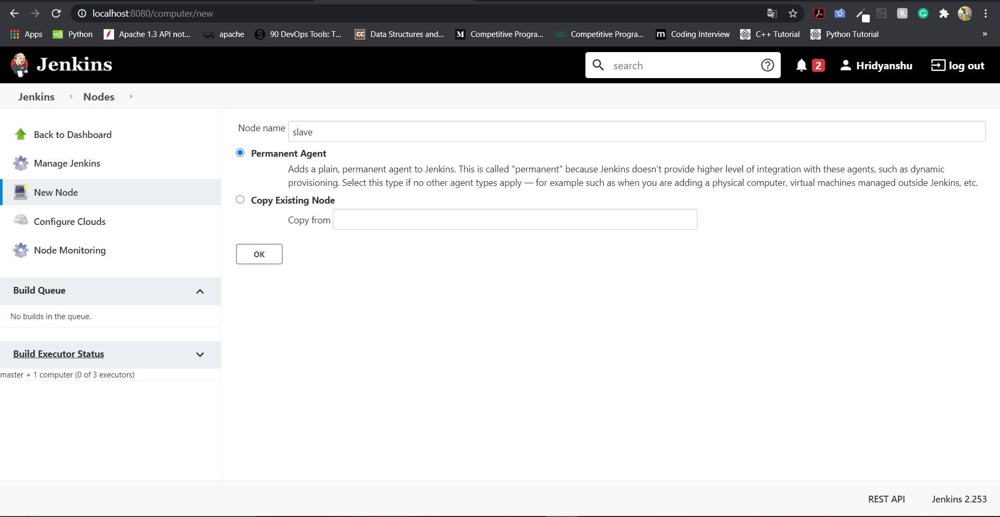 localhost:8080/computer/new
Apps
Python
Apache 1.3 API not...
apache
90 DevOps Tools: T...
Data Structures and...
Competitive Progra...
Competitive Progra...
Coding Interview
C++ Tutorial
Python Tutorial
»
Jenkins
search
2
Hridyanshu
log out
Jenkins
Nodes
Back to Dashboard
Manage Jenkins
New Node
Configure Clouds
Node Monitoring
Build Queue
No builds in the queue.
Build Executor Status
master + 1 computer (0 of 3 executors)
Node name
slave
Permanent Agent
Adds a plain, permanent agent to Jenkins. This is called "permanent" because Jenkins doesn’t provide higher level of integration with these agents, such as dynamic
provisioning. Select this type if no other agent types apply — for example such as when you are adding a physical computer, virtual machines managed outside Jenkins, etc.
Copy Existing Node
Copy from
OK
REST API
Jenkins 2.253